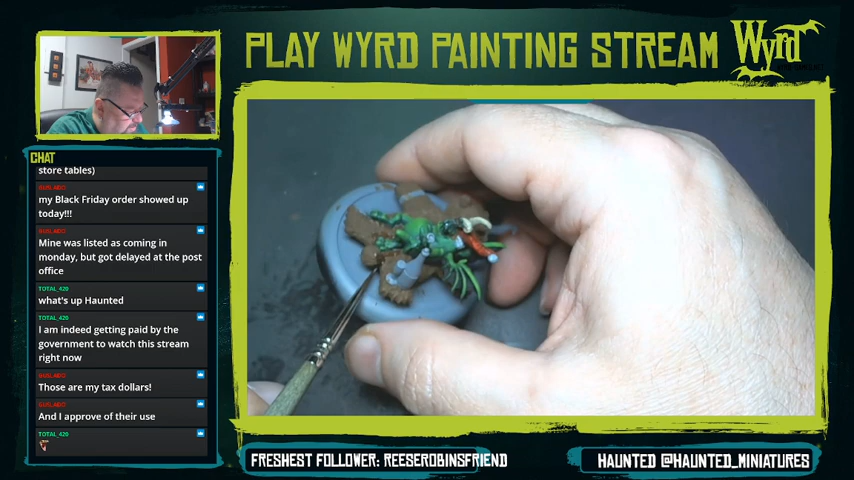 PLAY WYRD PAINTING STREAM
Wyrd
CHAT
store tables)
my Black Friday order showed up
today!!!
Mine was listed as coming in
monday, but got delayed at the post
office
TOTAL_420
what's up Haunted
TOTAL_420
I am indeed getting paid by the
government to watch this stream
right now
Those are my tax dollars!
And I approve of their use
TOTAL_420
FRESHEST FOLLOWER: REESEROBINSFRIEND
HAUNTED @HAUNTED_MINIATURES